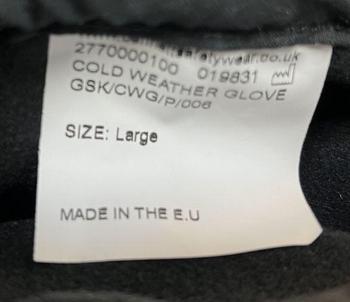 2770000100 019831
COLD WEATHER GLOVE
GSK/CWG/P/006
SIZE: Large
MADE IN THE E.U